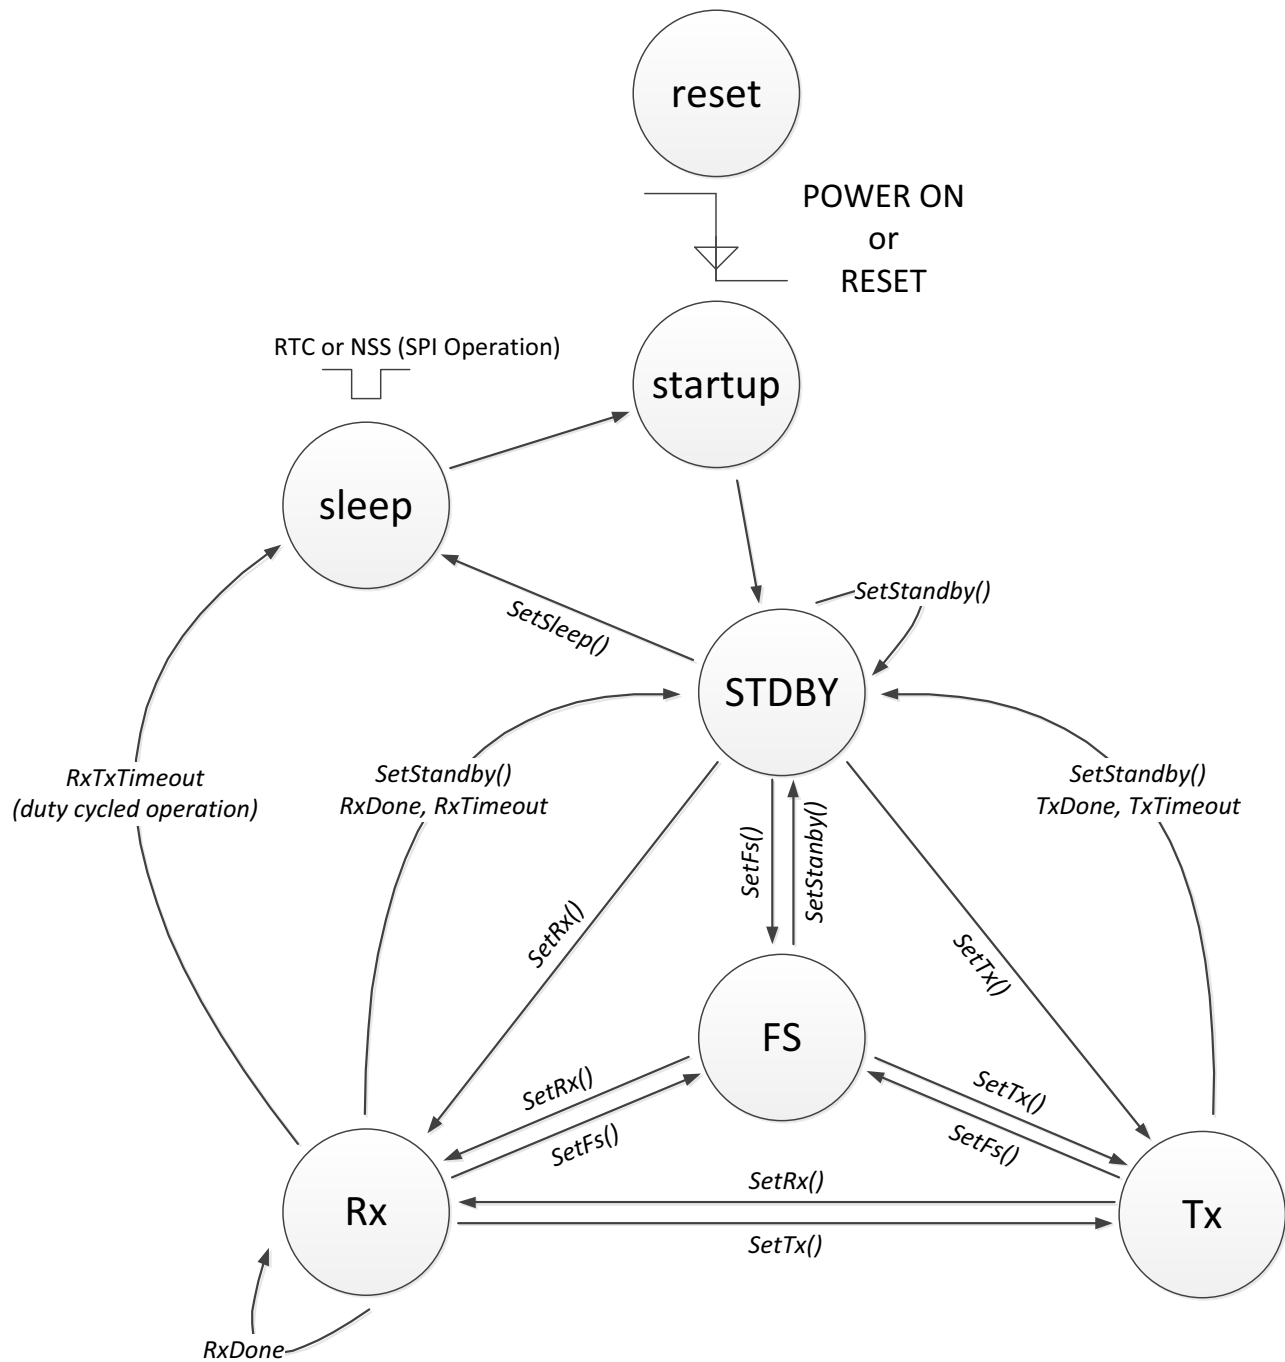 reset
POWER ON
or
RESET
RTC or NSS (SPI Operation)
startup
sleep
SetStandby()
SetSleep()
STDBY
RxTxTimeout
(duty cycled operation)
SetStandby()
RxDone, RxTimeout
SetStandby()
TxDone, TxTimeout
SetFs()
SetStanby()
SetRx()
SetTx()
FS
SetRx()
SetFs()
SetTx()
SetFs()
Rx
SetRx()
SetTx()
Tx
RxDone